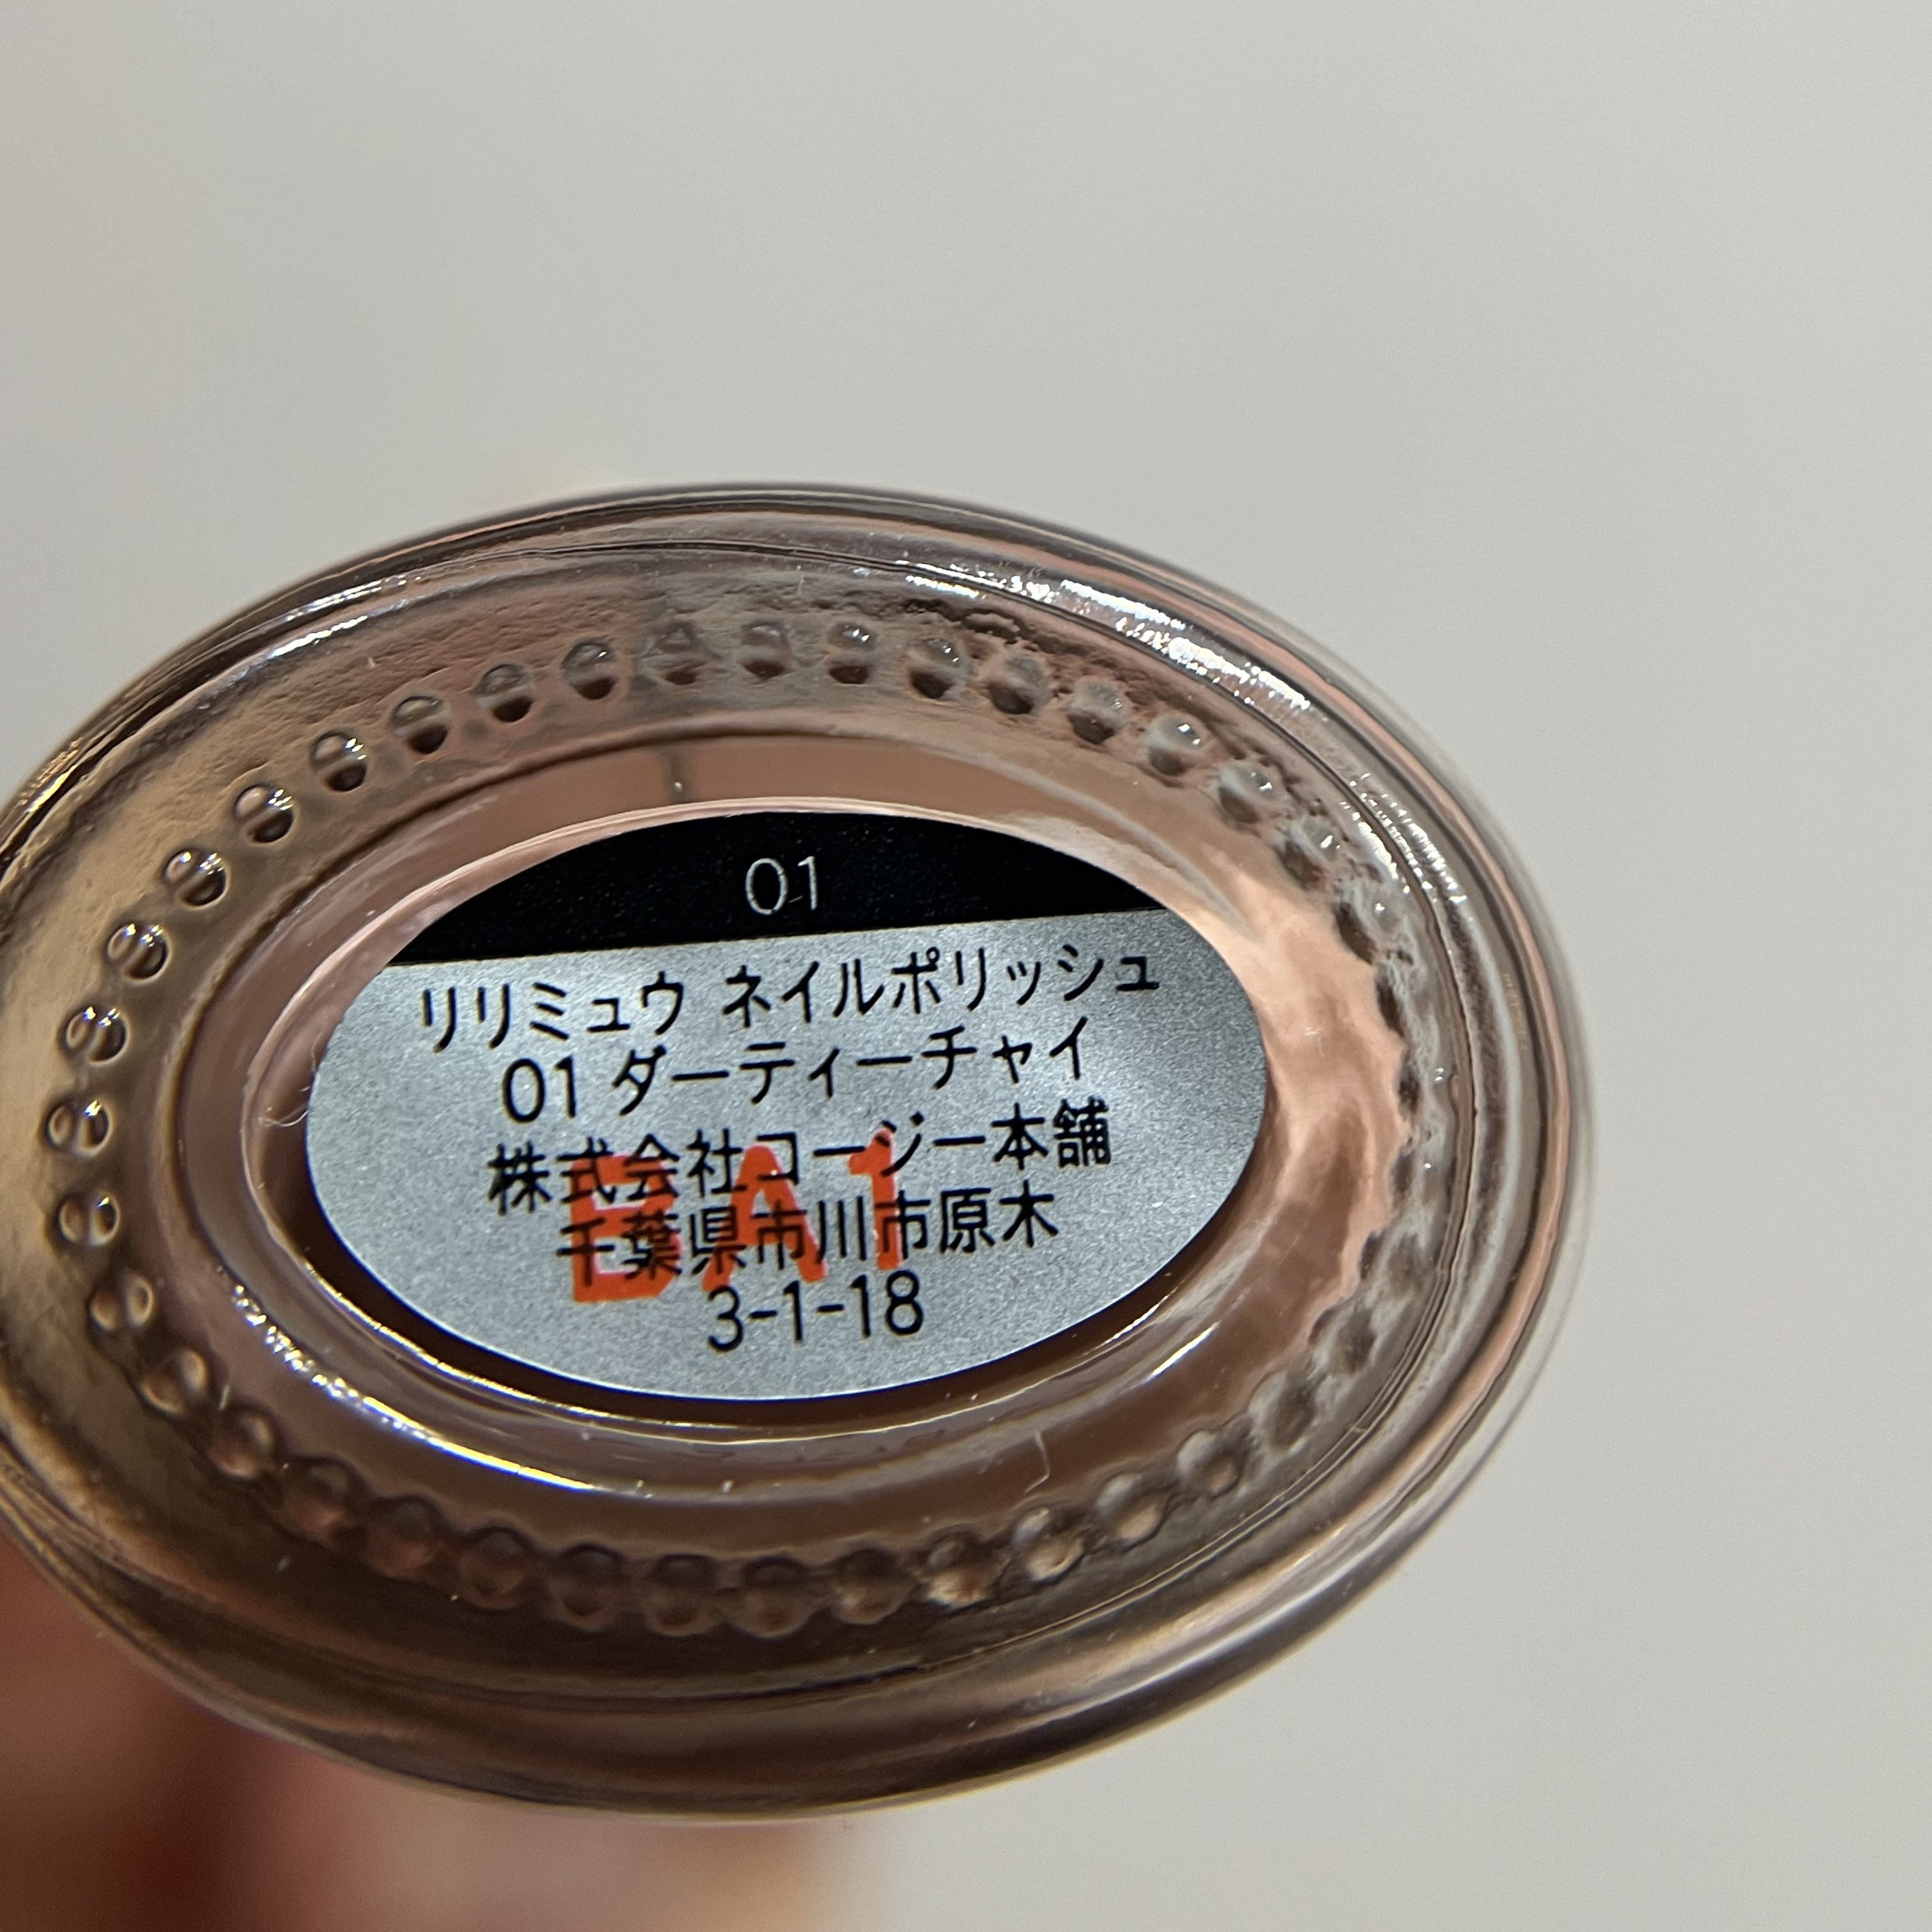 01
リリミュウ ネイルポリッシュ
01 ダーティーチャイ
株式会社コージー本舗
千葉県市川市原木
3-1-18
BA1